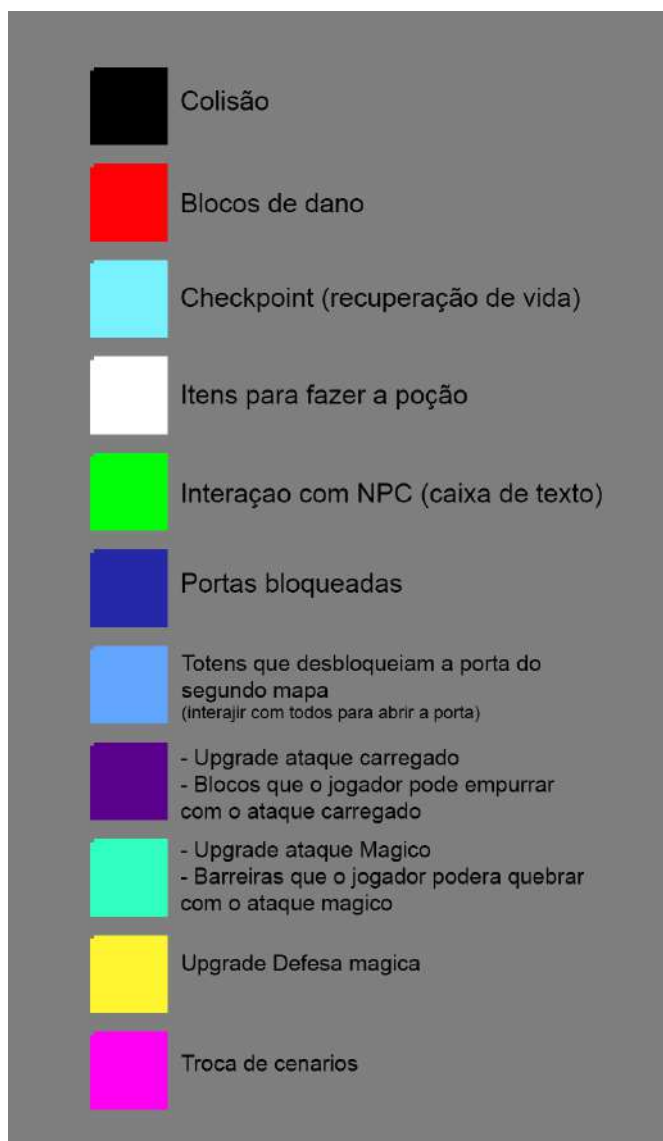 Colisão
Blocos de dano
Checkpoint (recuperação de vida)
Itens para fazer a poção
Interaçao com NPC (caixa de texto)
Portas bloqueadas
Totens que desbloqueiam a porta do
segundo mapa
(interajir com todos para abrir a porta)
- Upgrade ataque carregado
- Blocos que o jogador pode empurrar
com o ataque carregado
- Upgrade ataque Magico
- Barreiras que o jogador podera quebrar
com o ataque magico
Upgrade Defesa magica
Troca de cenarios